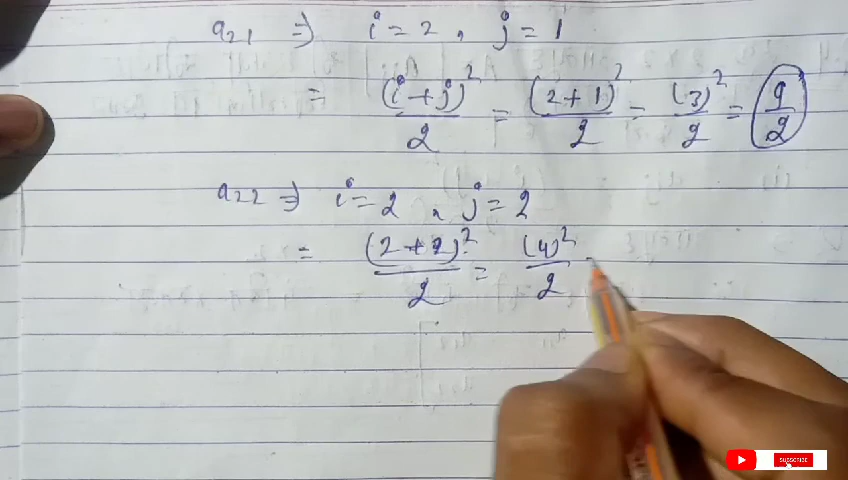 a21 ⇒ i = 2 , j = 1
= (i + j)²/2 = (2 + 1)²/2 = (3)²/2 = 9/2
a22 ⇒ i = 2 , j = 2
= (2 + 2)²/2 = (4)²/2
SUBSCRIBE